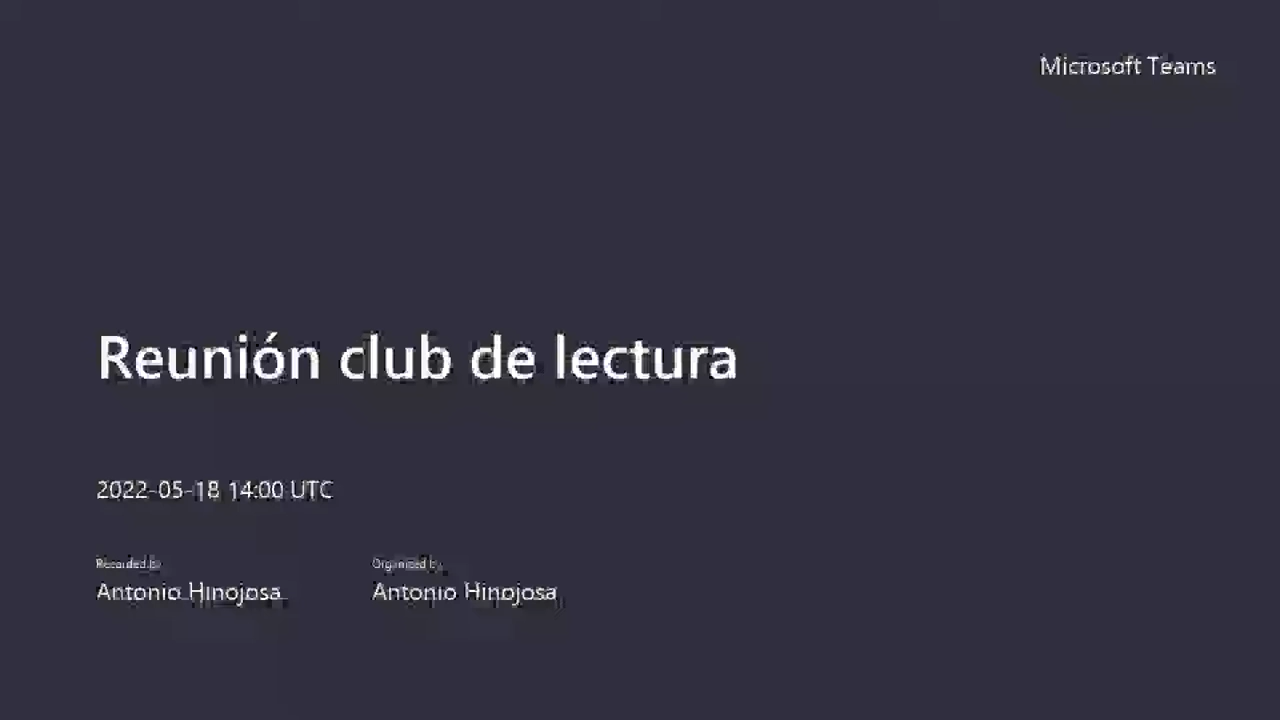 Microsoft Teams
Reunión club de lectura
2022-05-18 14:00 UTC
Recorded by
Organized by
Antonio Hinojosa
Antonio Hinojosa